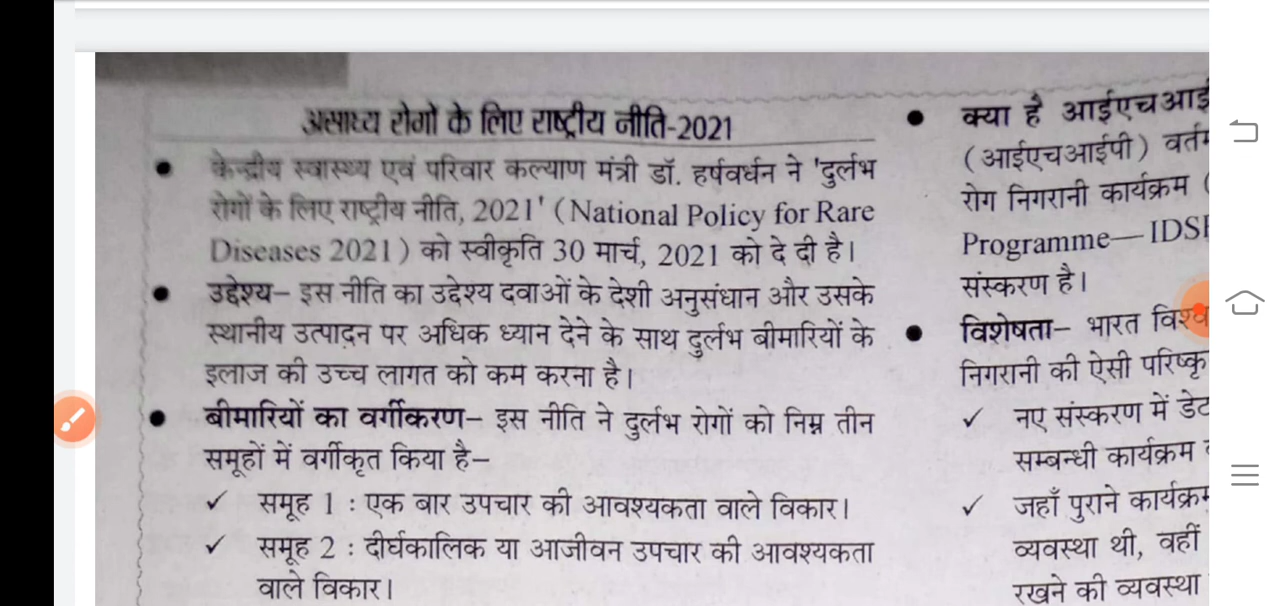 असाध्य रोगों के लिए राष्ट्रीय नीति-2021
• केन्द्रीय स्वास्थ्य एवं परिवार कल्याण मंत्री डॉ. हर्षवर्धन ने 'दुर्लभ
रोगों के लिए राष्ट्रीय नीति, 2021' (National Policy for Rare
Diseases 2021) को स्वीकृति 30 मार्च, 2021 को दे दी है।
• उद्देश्य– इस नीति का उद्देश्य दवाओं के देशी अनुसंधान और उसके
स्थानीय उत्पादन पर अधिक ध्यान देने के साथ दुर्लभ बीमारियों के
इलाज की उच्च लागत को कम करना है।
• बीमारियों का वर्गीकरण– इस नीति ने दुर्लभ रोगों को निम्न तीन
समूहों में वर्गीकृत किया है–
✓ समूह 1 : एक बार उपचार की आवश्यकता वाले विकार।
✓ समूह 2 : दीर्घकालिक या आजीवन उपचार की आवश्यकता
वाले विकार।
• क्या है आईएचआई
(आईएचआईपी)
रोग निगरानी कार्यक्रम (
Programme—
संस्करण है।
• विशेषता– भारत
निगरानी की ऐसी
✓ नए संस्करण में
सम्बन्धी कार्यक्रम
✓ जहाँ पुराने
व्यवस्था थी, वहीं
रखने की व्यवस्था